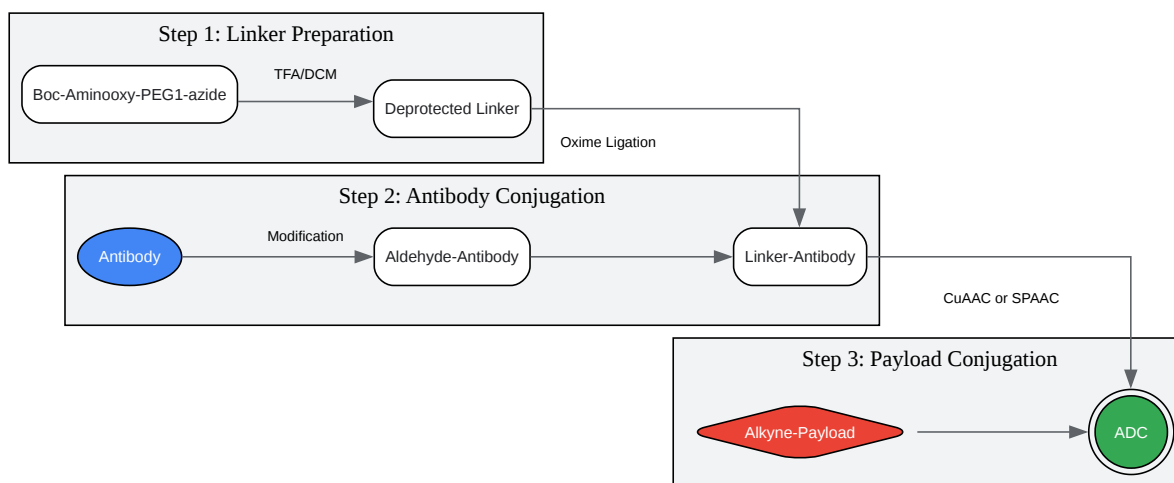 Step 1: Linker Preparation
Boc-Aminooxy-PEG1-azide
TFA/DCM
Deprotected Linker
Oxime Ligation
Step 2: Antibody Conjugation
Antibody
Modification
Aldehyde-Antibody
Linker-Antibody
CuAAC or SPAAC
Step 3: Payload Conjugation
Alkyne-Payload
ADC